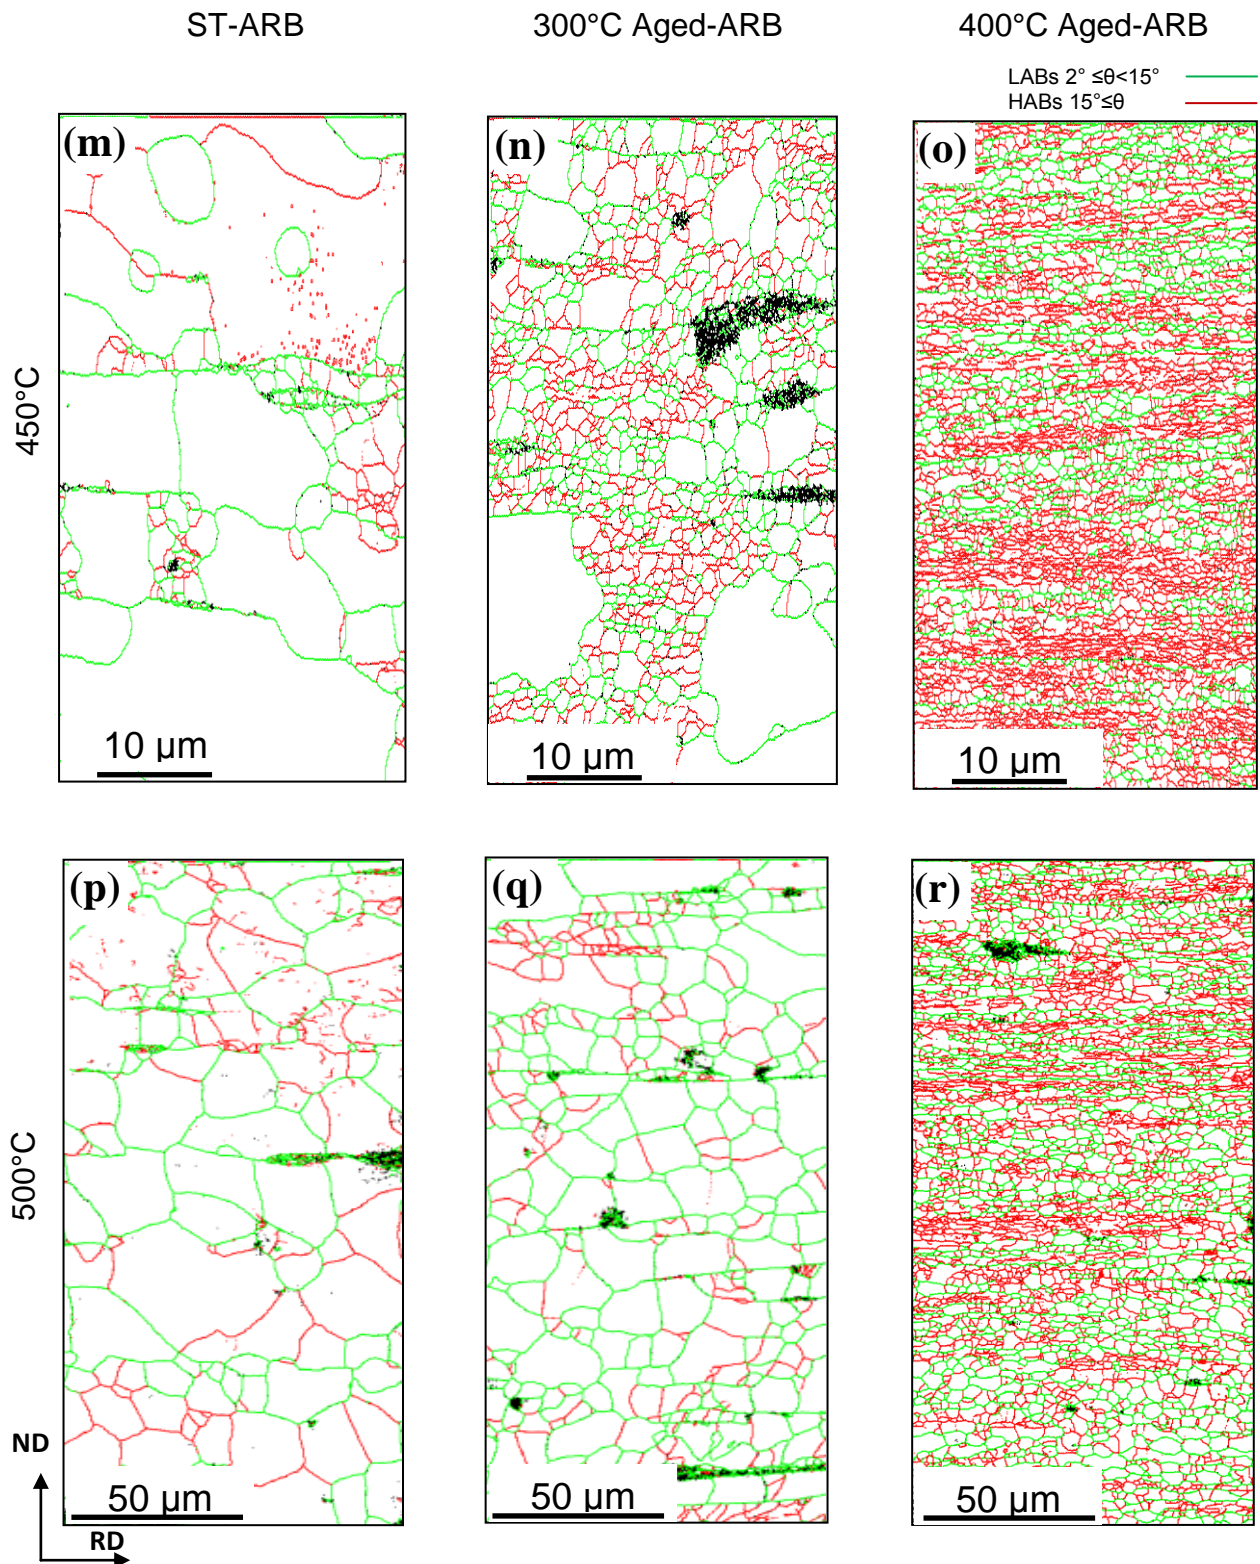 ST-ARB
300°C Aged-ARB
400°C Aged-ARB
LABs 2° ≤θ<15°
HABs 15°≤θ
450°C
(m)
(n)
(o)
10 µm
10 µm
10 µm
500°C
(p)
(q)
(r)
50 µm
50 µm
50 µm
ND
RD